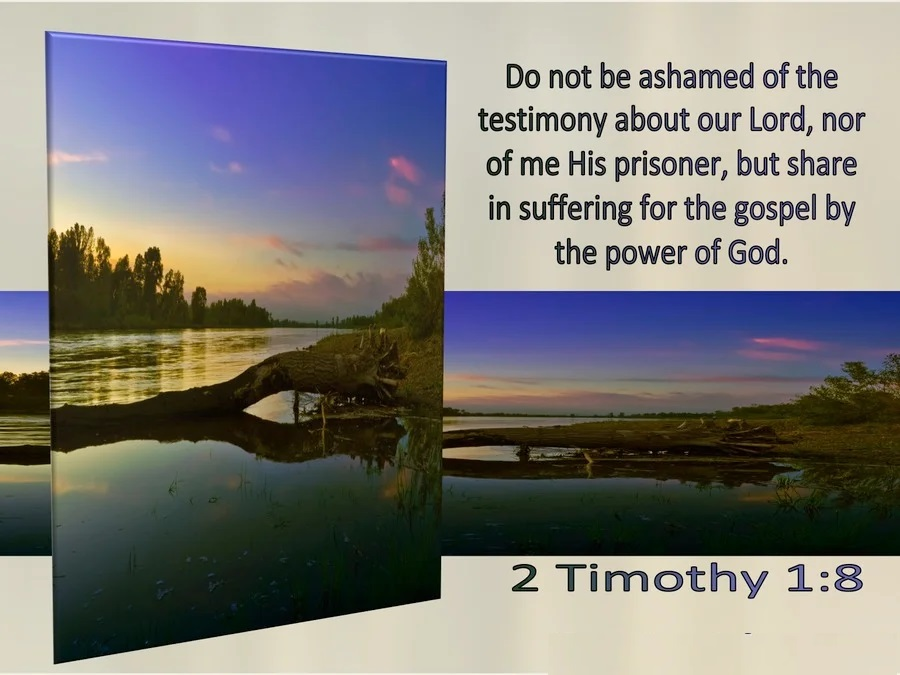 Do not be ashamed of the
testimony about our Lord, nor
of me His prisoner, but share
in suffering for the gospel by
the power of God.
2 Timothy 1:8